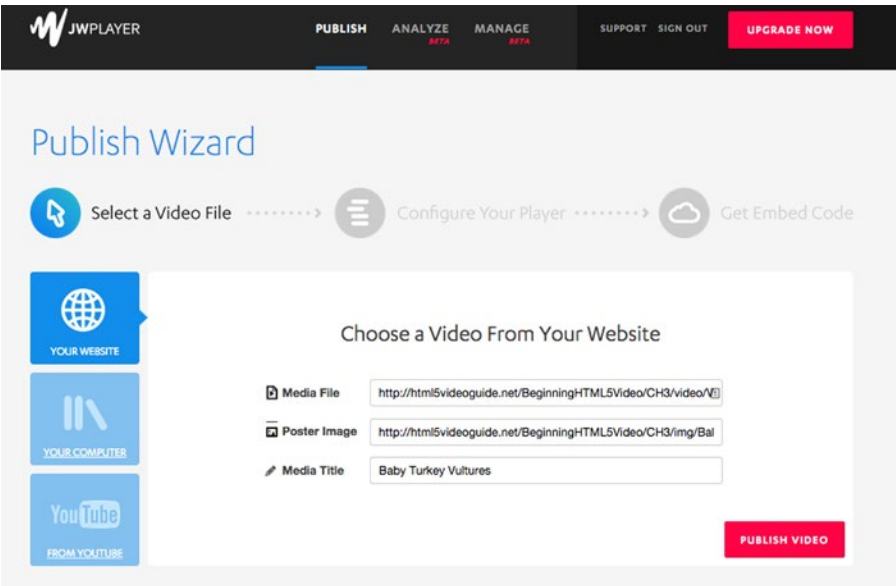 JWPLAYER
PUBLISH ANALYZE MANAGE SUPPORT SIGN OUT UPGRADE NOW
BETA BETA
Publish Wizard
Select a Video File Configure Your Player Get Embed Code
YOUR WEBSITE
Choose a Video From Your Website
Media File http://html5videoguide.net/BeginningHTML5Video/CH3/video/V
Poster Image http://html5videoguide.net/BeginningHTML5Video/CH3/img/Bal
Media Title Baby Turkey Vultures
YOUR COMPUTER
YouTube
FROM YOUTUBE
PUBLISH VIDEO